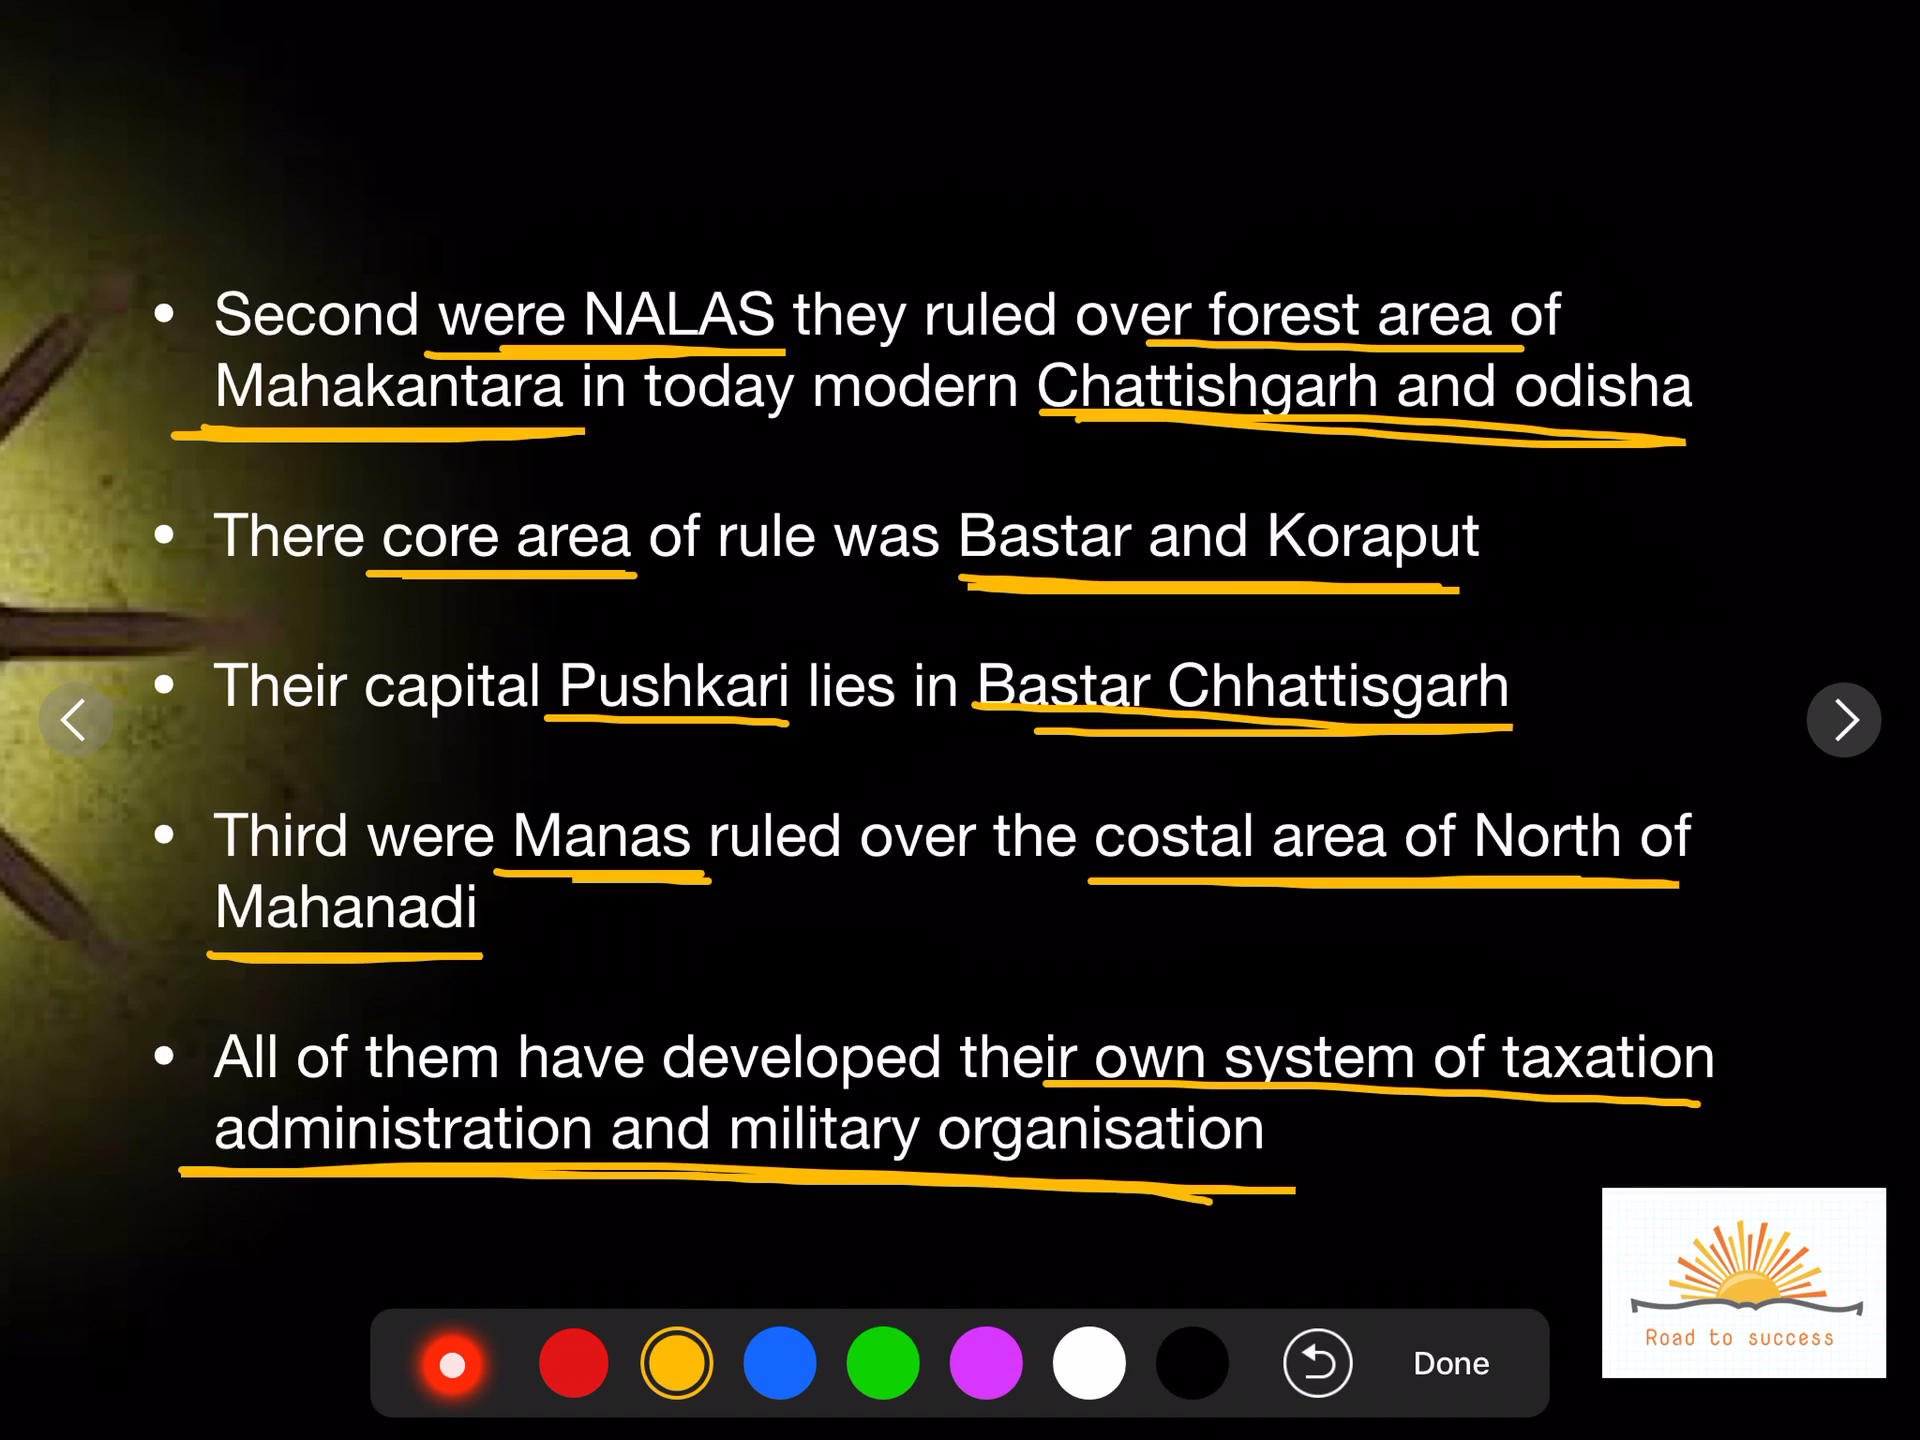 • Second were NALAS they ruled over forest area of
Mahakantara in today modern Chattishgarh and odisha
• There core area of rule was Bastar and Koraput
• Their capital Pushkari lies in Bastar Chhattisgarh
• Third were Manas ruled over the costal area of North of
Mahanadi
• All of them have developed their own system of taxation
administration and military organisation
Road to success
Done